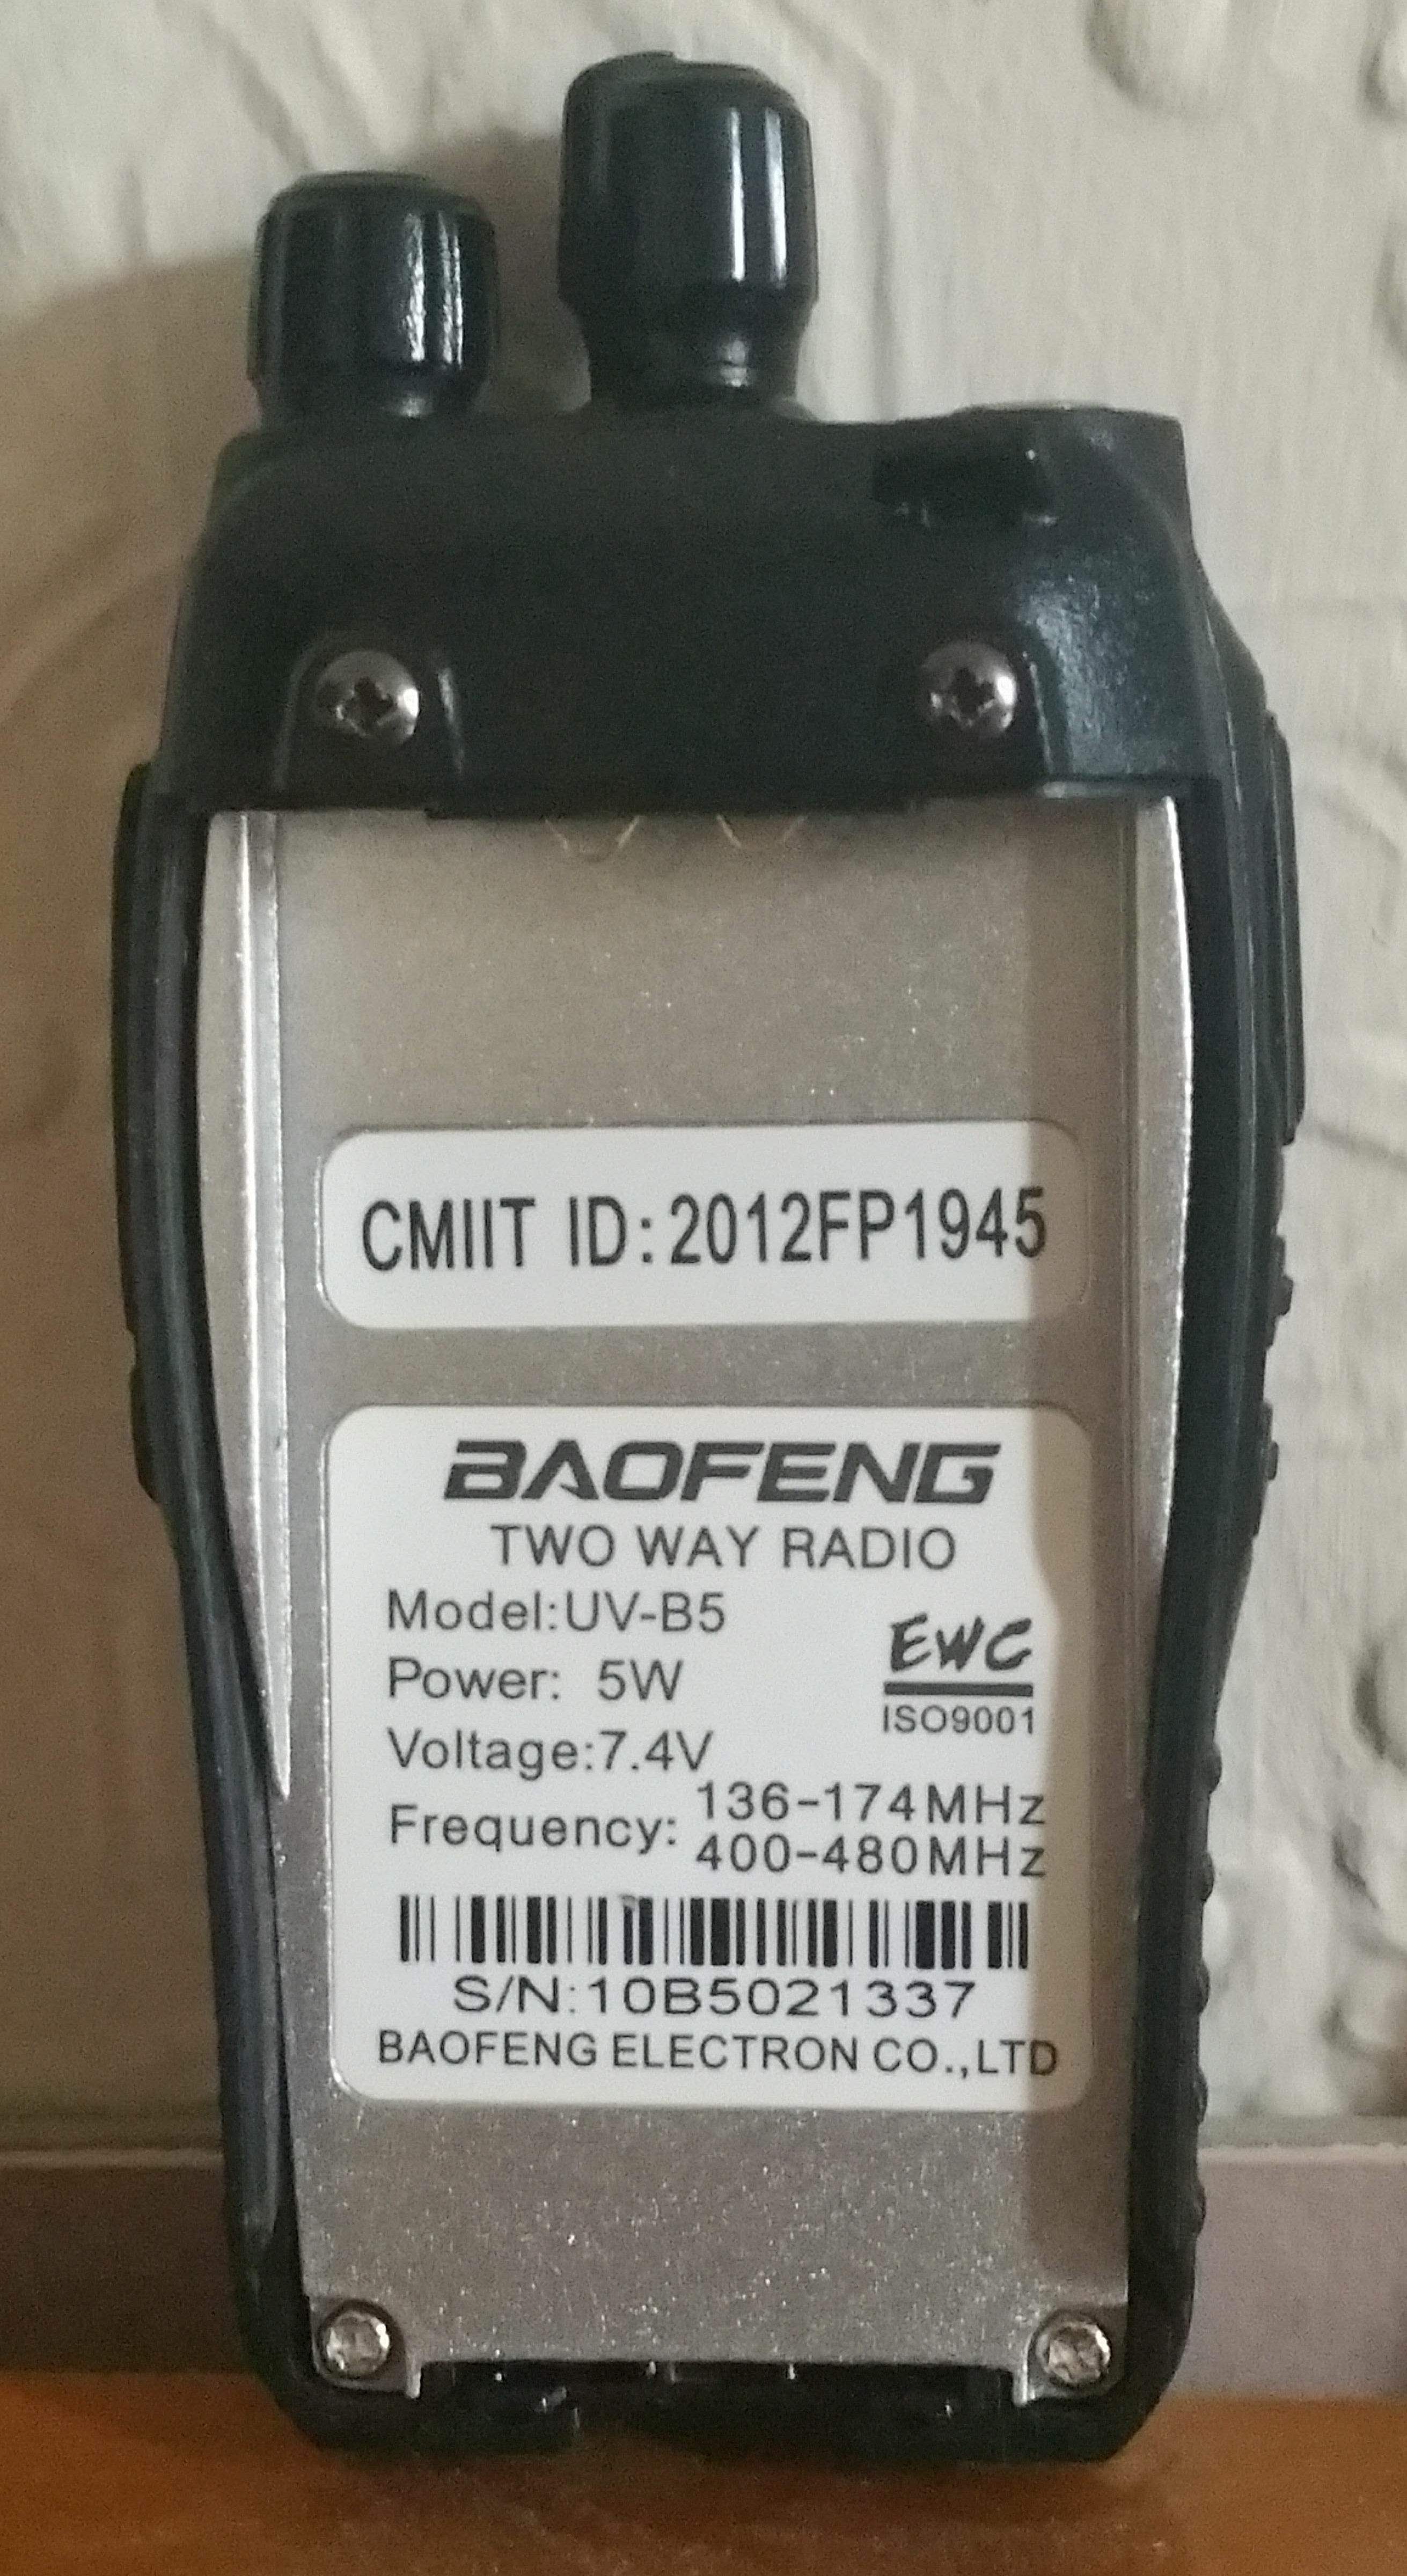 CMIIT ID:2012FP1945
BAOFENG
TWO WAY RADIO
Model:UV-B5
Power: 5W
Voltage:7.4V
EWC
ISO9001
Frequency: 136-174MHz
400-480MHz
S/N:10B5021337
BAOFENG ELECTRON CO.,LTD